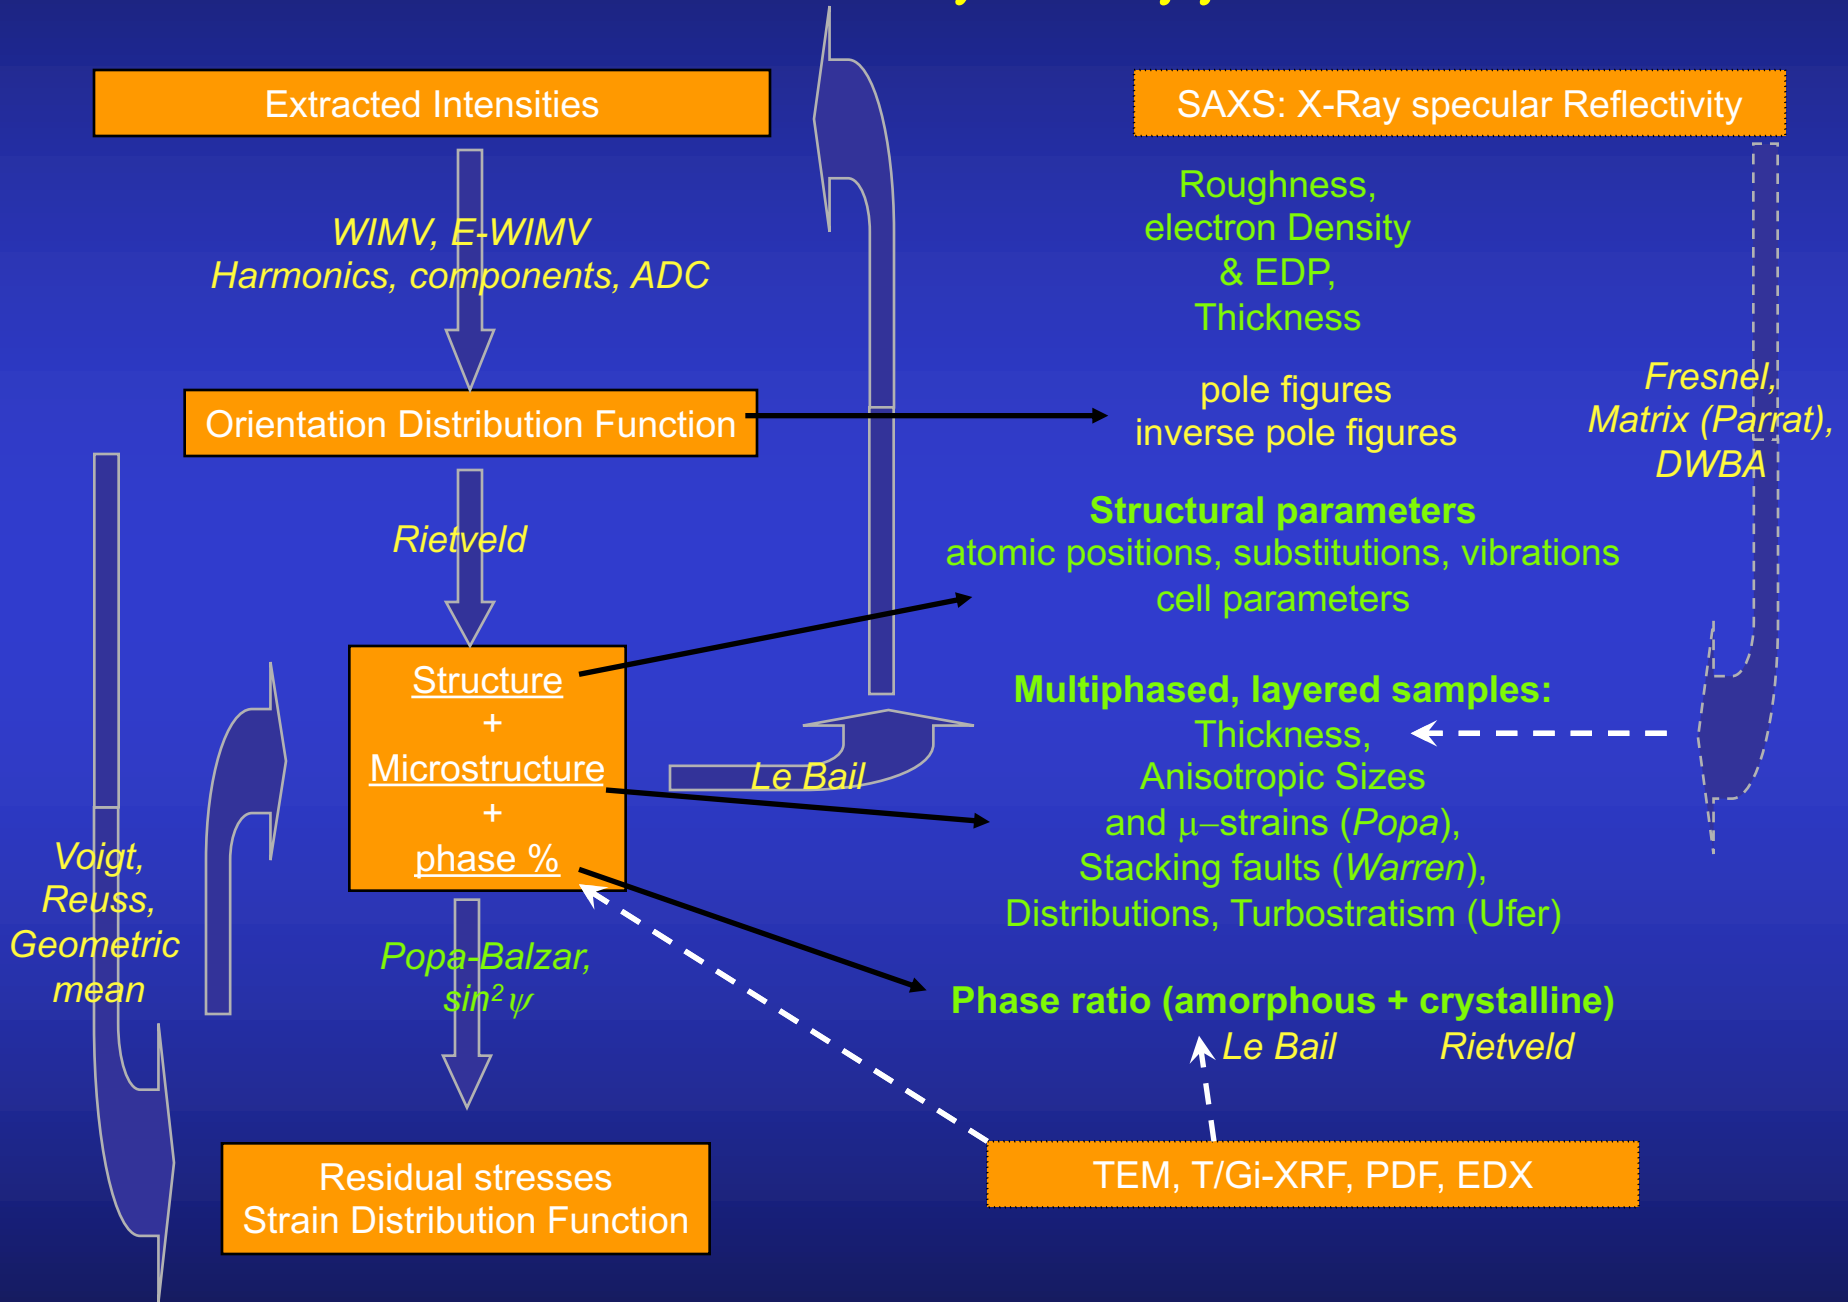 Extracted Intensities
SAXS: X-Ray specular Reflectivity
WIMV, E-WIMV
Harmonics, components, ADC
Roughness,
electron Density
& EDP,
Thickness
Orientation Distribution Function
pole figures
inverse pole figures
Fresnel,
Matrix (Parrat),
DWBA
Rietveld
Structural parameters
atomic positions, substitutions, vibrations
cell parameters
Structure
+
Microstructure
+
phase %
Le Bail
Multiphased, layered samples:
Thickness,
Anisotropic Sizes
and μ−strains (Popa),
Stacking faults (Warren),
Distributions, Turbostratism (Ufer)
Voigt,
Reuss,
Geometric
mean
Popa-Balzar,
sin² ψ
Phase ratio (amorphous + crystalline)
Le Bail Rietveld
Residual stresses
Strain Distribution Function
TEM, T/Gi-XRF, PDF, EDX